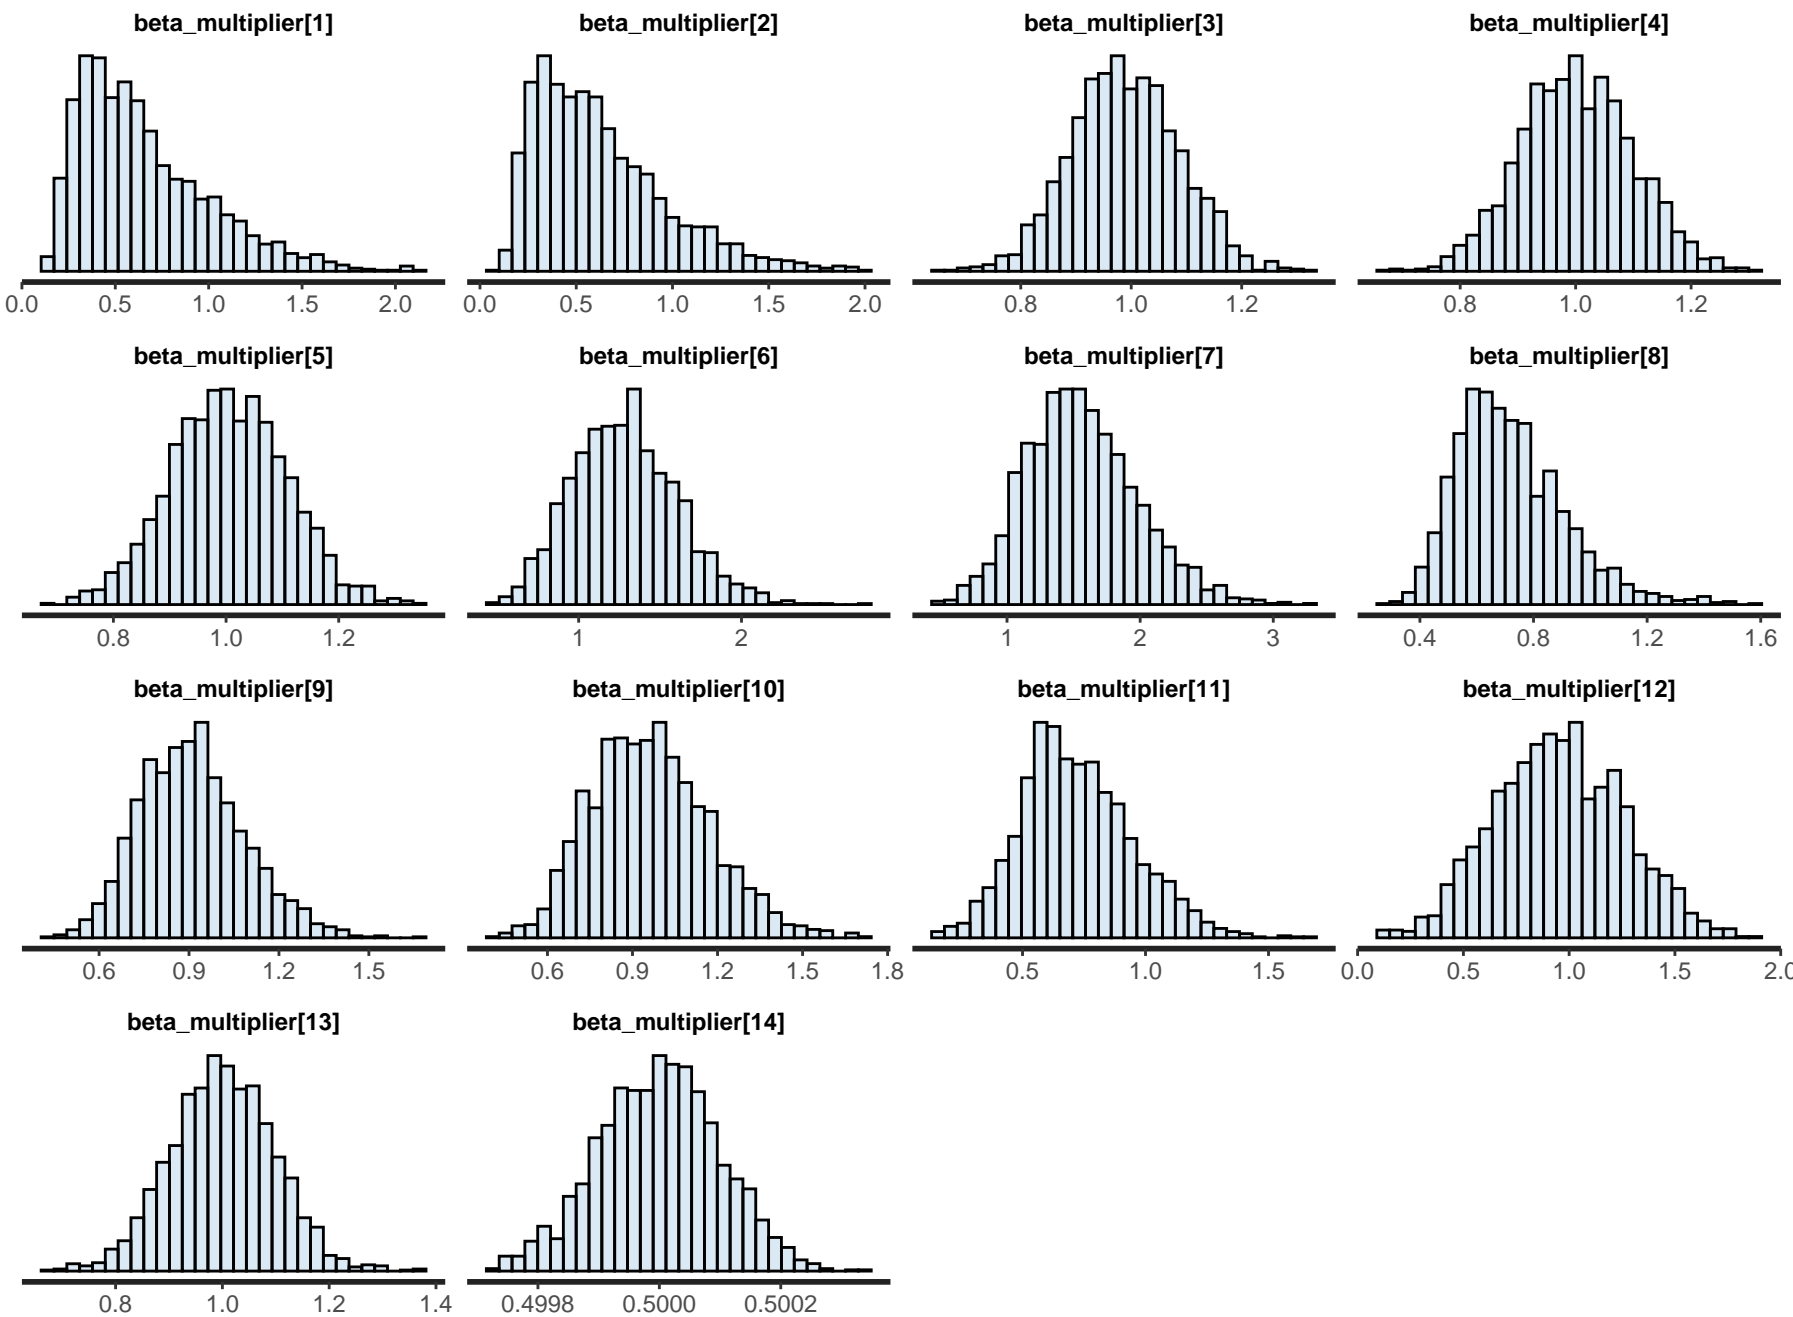 beta_multiplier[1] beta_multiplier[2] beta_multiplier[3] beta_multiplier[4]
0.0 0.5 1.0 1.5 2.0 0.0 0.5 1.0 1.5 2.0 0.8 1.0 1.2 0.8 1.0 1.2
beta_multiplier[5] beta_multiplier[6] beta_multiplier[7] beta_multiplier[8]
0.8 1.0 1.2 1 2 1 2 3 0.4 0.8 1.2 1.6
beta_multiplier[9] beta_multiplier[10] beta_multiplier[11] beta_multiplier[12]
0.6 0.9 1.2 1.5 0.6 0.9 1.2 1.5 1.8 0.5 1.0 1.5 0.0 0.5 1.0 1.5 2.0
beta_multiplier[13] beta_multiplier[14]
0.8 1.0 1.2 1.4 0.4998 0.5000 0.5002